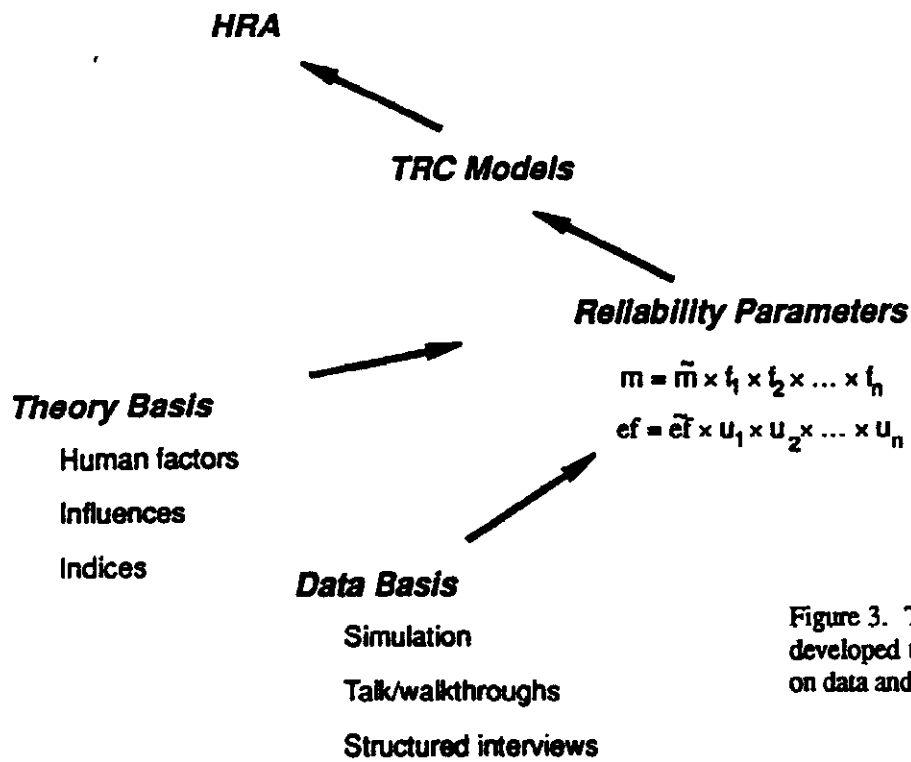 HRA
TRC Models
Reliability Parameters
m = m̃ × f₁ × f₂ × ... × fₙ
ef = ẽf × u₁ × u₂ × ... × uₙ
Theory Basis
Human factors
Influences
Indices
Data Basis
Simulation
Talk/walkthroughs
Structured interviews
Figure 3.
developed
on data and